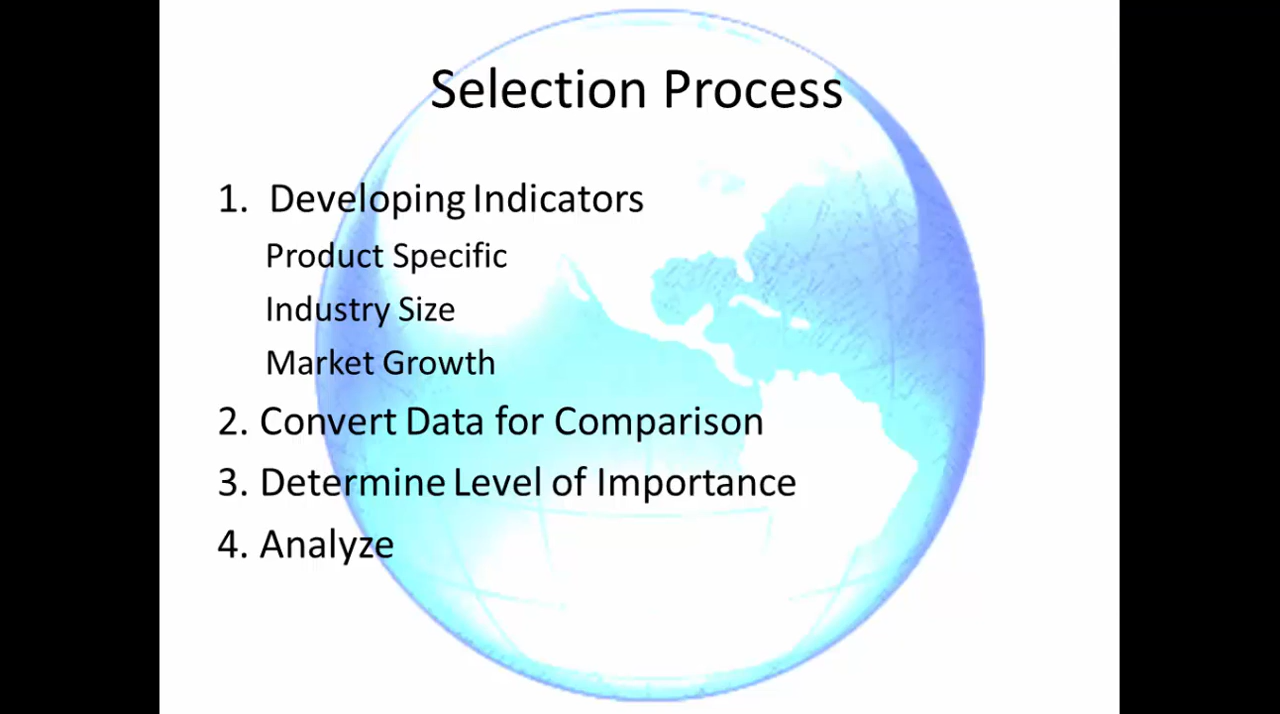 Selection Process
1. Developing Indicators
Product Specific
Industry Size
Market Growth
2. Convert Data for Comparison
3. Determine Level of Importance
4. Analyze